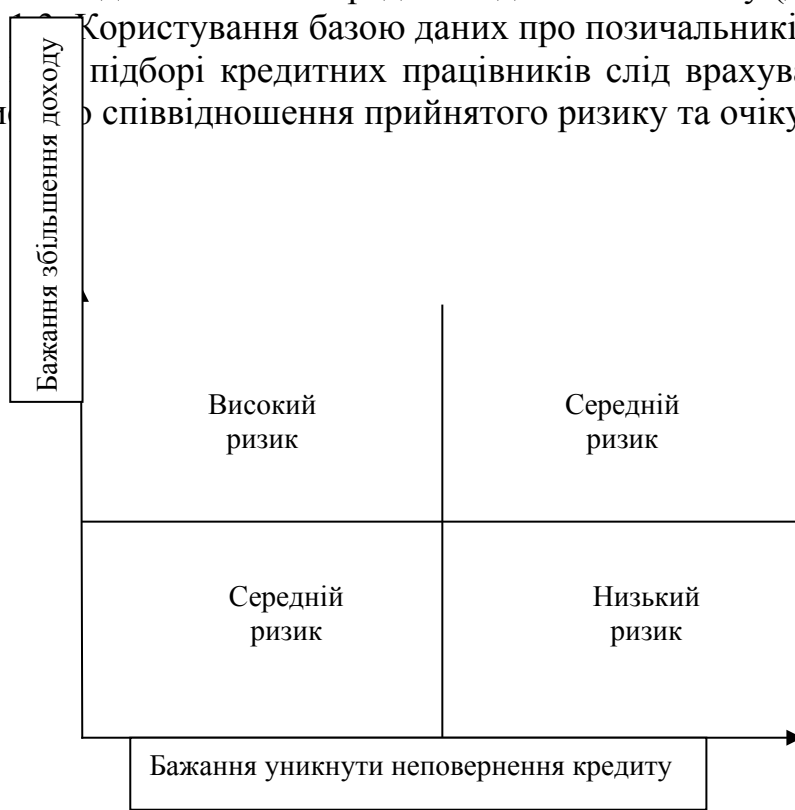 Користування базою даних про позичальникі
підборі кредитних працівників слід врахува
співвідношення прийнятого ризику та очіку
Бажання збільшення доходу
Високий
ризик
Середній
ризик
Середній
ризик
Низький
ризик
Бажання уникнути неповернення кредиту